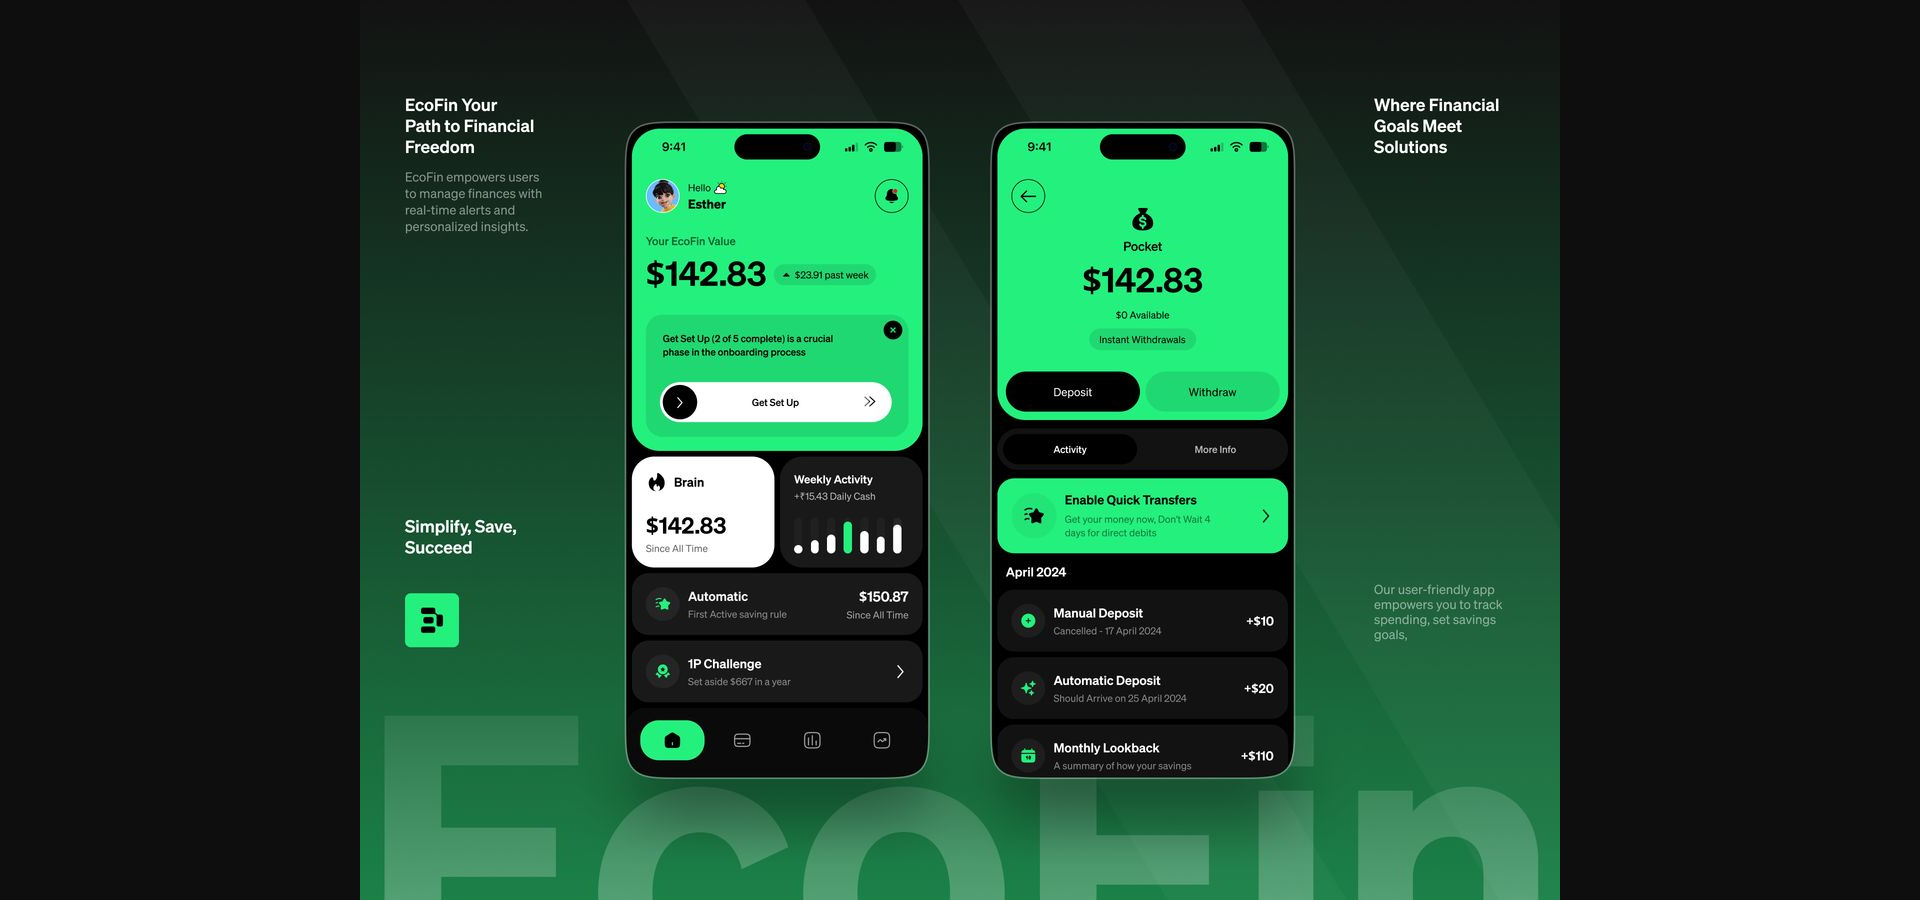 EcoFin Your
Path to Financial
Freedom
EcoFin empowers users
to manage finances with
real-time alerts and
personalized insights.
Simplify, Save,
Succeed
9:41
Hello
Esther
Your EcoFin Value
$142.83
$23.91 past week
Get Set Up (2 of 5 complete) is a crucial
phase in the onboarding process
Get Set Up
Brain
$142.83
Since All Time
Weekly Activity
+₹15.43 Daily Cash
Automatic
First Active saving rule
$150.87
Since All Time
1P Challenge
Set aside $667 in a year
9:41
Pocket
$142.83
$0 Available
Instant Withdrawals
Deposit
Withdraw
Activity
More Info
Enable Quick Transfers
Get your money now, Don't Wait 4
days for direct debits
April 2024
Manual Deposit
Cancelled - 17 April 2024
+$10
Automatic Deposit
Should Arrive on 25 April 2024
+$20
Monthly Lookback
A summary of how your savings
+$110
Where Financial
Goals Meet
Solutions
Our user-friendly app
empowers you to track
spending, set savings
goals,
EcoFin